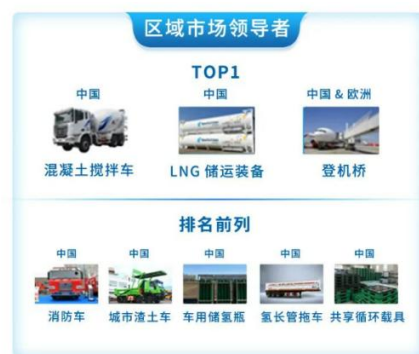 区域市场领导者
TOP1
中国 中国 中国 & 欧洲
混凝土搅拌车 LNG 储运装备 登机桥
排名前列
中国 中国 中国 中国 中国
消防车 城市渣土车 车用储氢瓶 氢长管拖车 共享循环载具